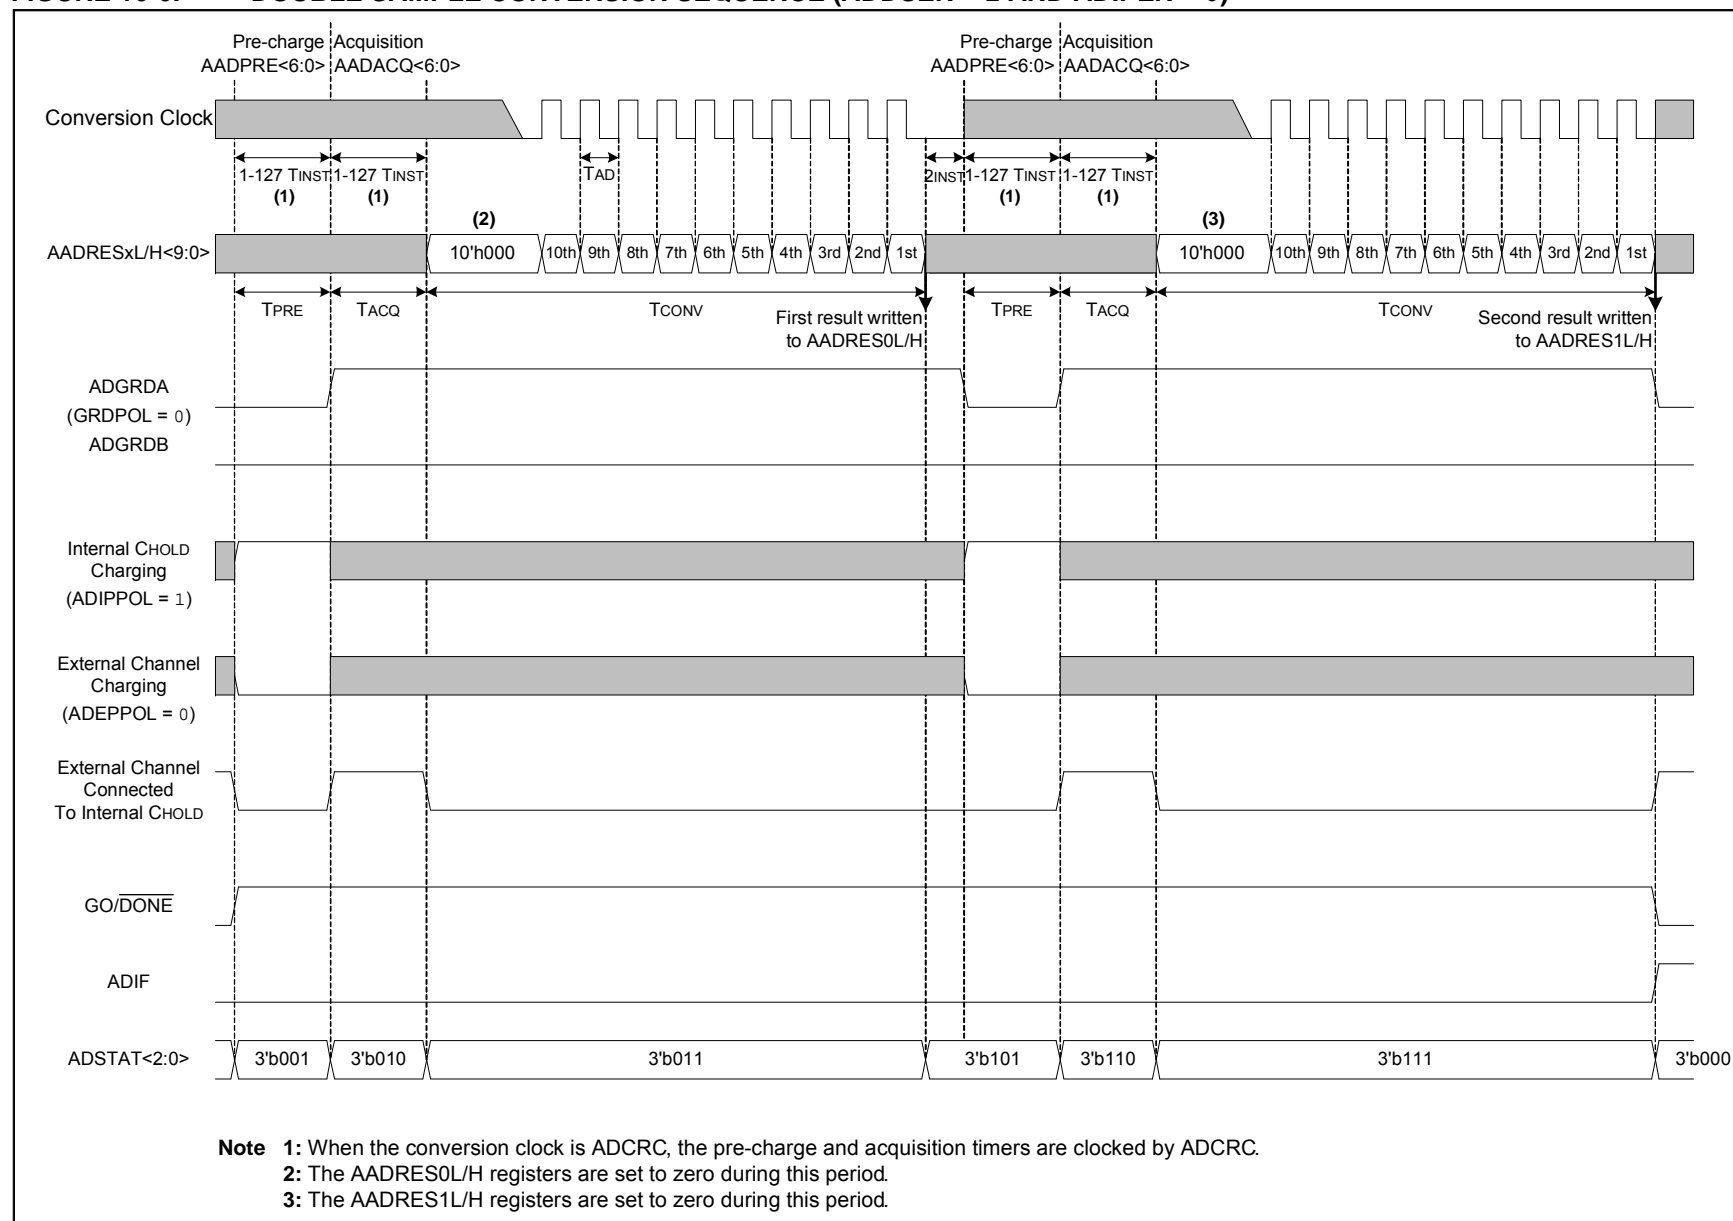 Pre-charge Acquisition Pre-charge Acquisition
AADPRE<6:0> AADACQ<6:0> AADPRE<6:0> AADACQ<6:0>
Conversion Clock
1-127 TINST 1-127 TINST TAD 2INST 1-127 TINST 1-127 TINST
(1) (1) (1) (1)
(2) (3)
AADRESxL/H<9:0> 10'h000 10th 9th 8th 7th 6th 5th 4th 3rd 2nd 1st 10'h000 10th 9th 8th 7th 6th 5th 4th 3rd 2nd 1st
TPRE TACQ TCONV TPRE TACQ TCONV
First result written Second result written
to AADRES0L/H to AADRES1L/H
ADGRDA
(GRDPOL = 0)
ADGRDB
Internal CHOLD
Charging
(ADIPPOL = 1)
External Channel
Charging
(ADEPPOL = 0)
External Channel
Connected
To Internal CHOLD
GO/DONE
ADIF
ADSTAT<2:0> 3'b001 3'b010 3'b011 3'b101 3'b110 3'b111 3'b000
Note 1: When the conversion clock is ADCRC, the pre-charge and acquisition timers are clocked by ADCRC.
2: The AADRES0L/H registers are set to zero during this period.
3: The AADRES1L/H registers are set to zero during this period.